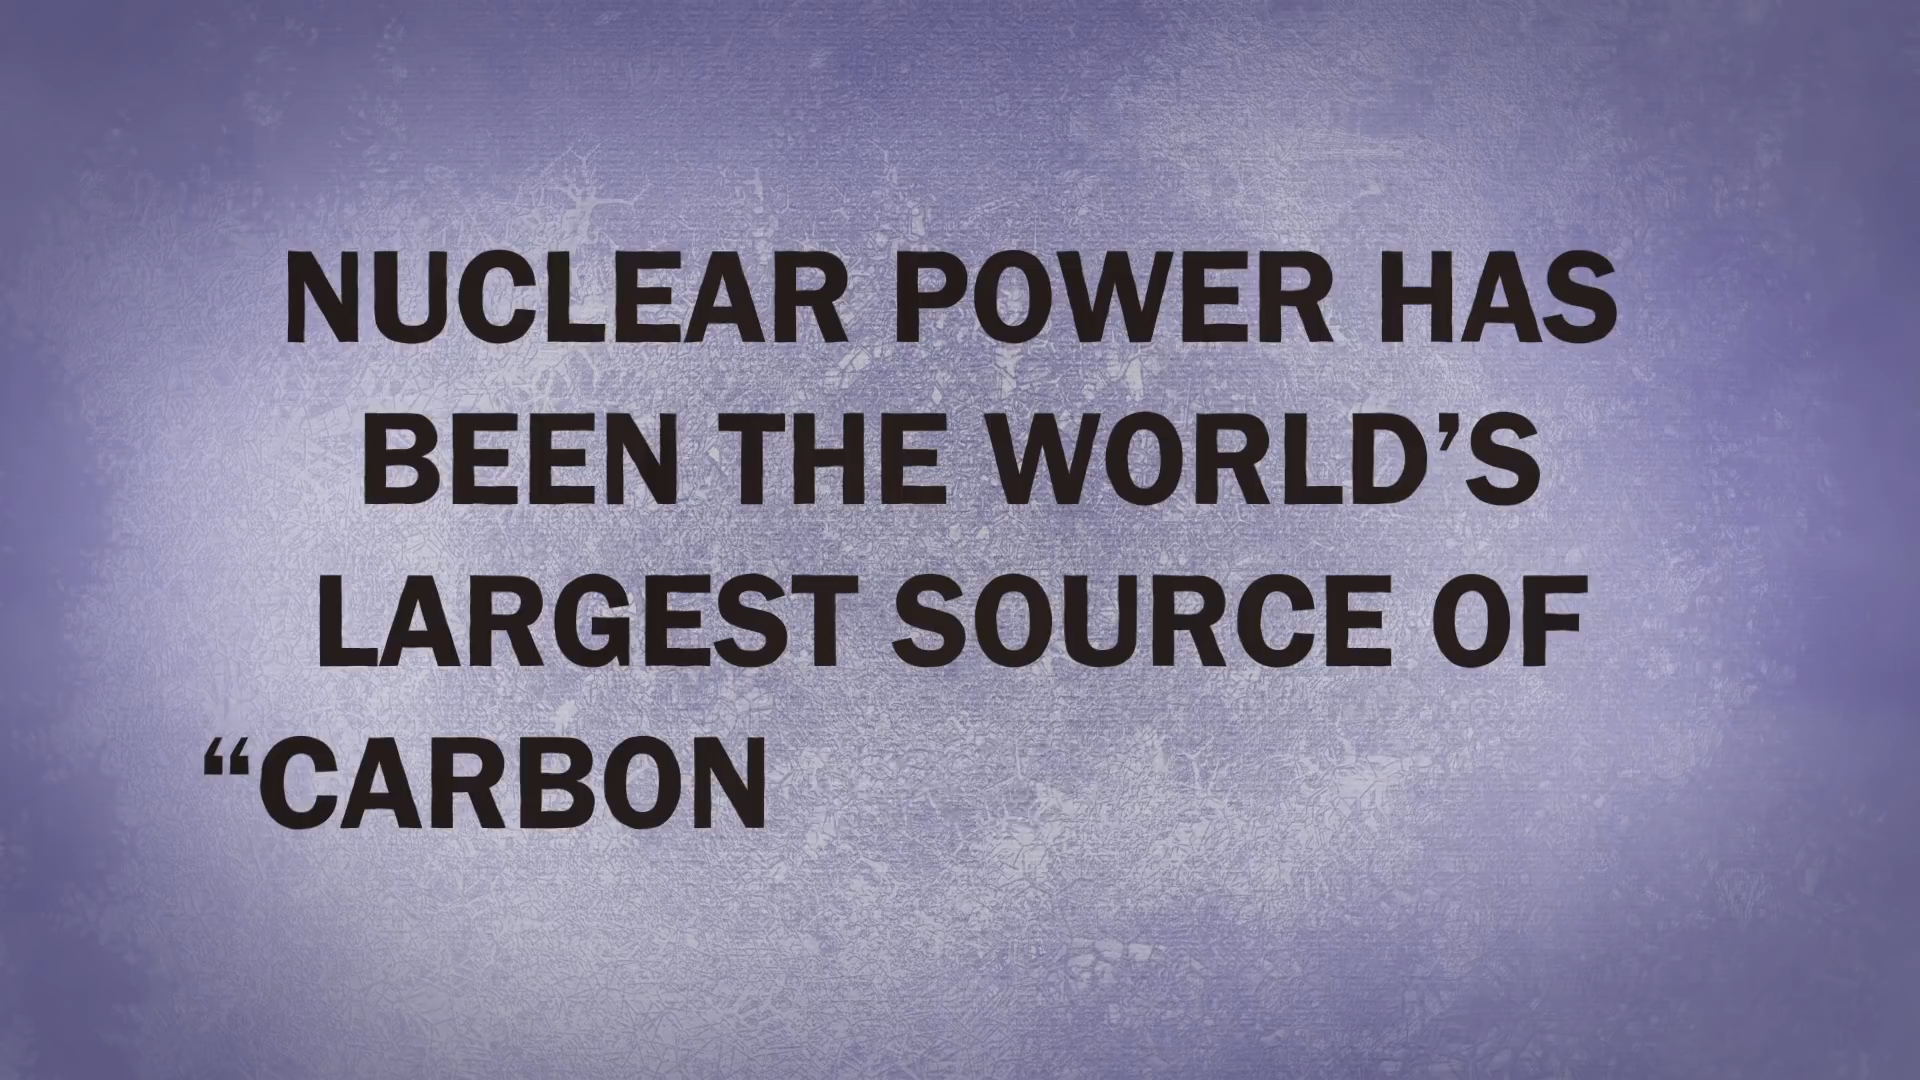 NUCLEAR POWER HAS
BEEN THE WORLD’S
LARGEST SOURCE OF
“CARBON